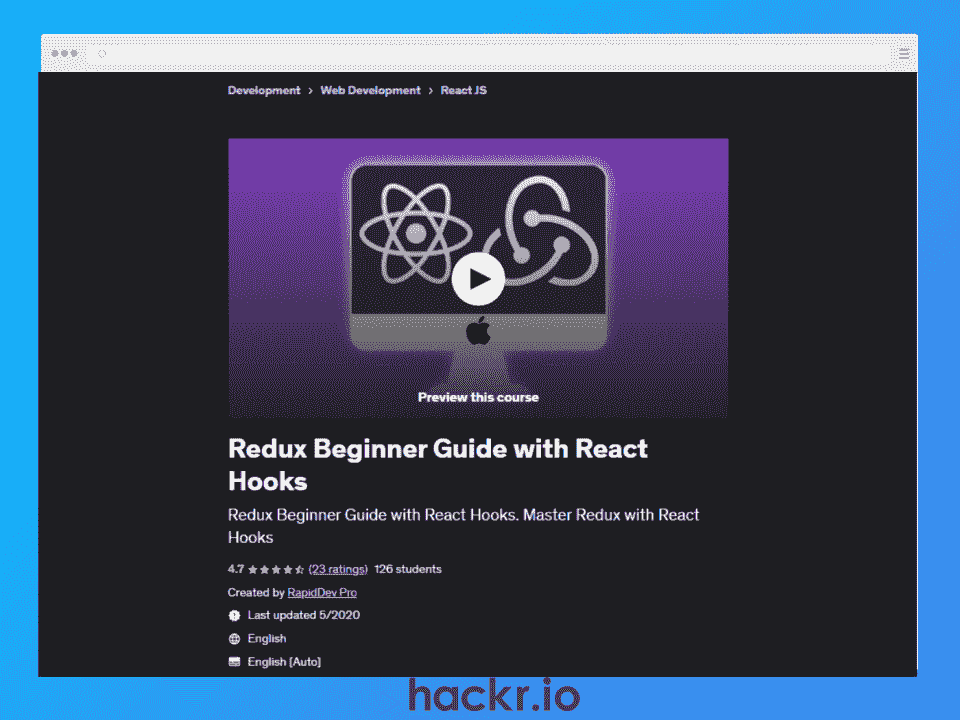 Development > Web Development > React JS
Preview this course
Redux Beginner Guide with React
Hooks
Redux Beginner Guide with React Hooks. Master Redux with React
Hooks
4.7 (23 ratings) 126 students
Created by RapidDev Pro
Last updated 5/2020
English
English [Auto]
hackr.io